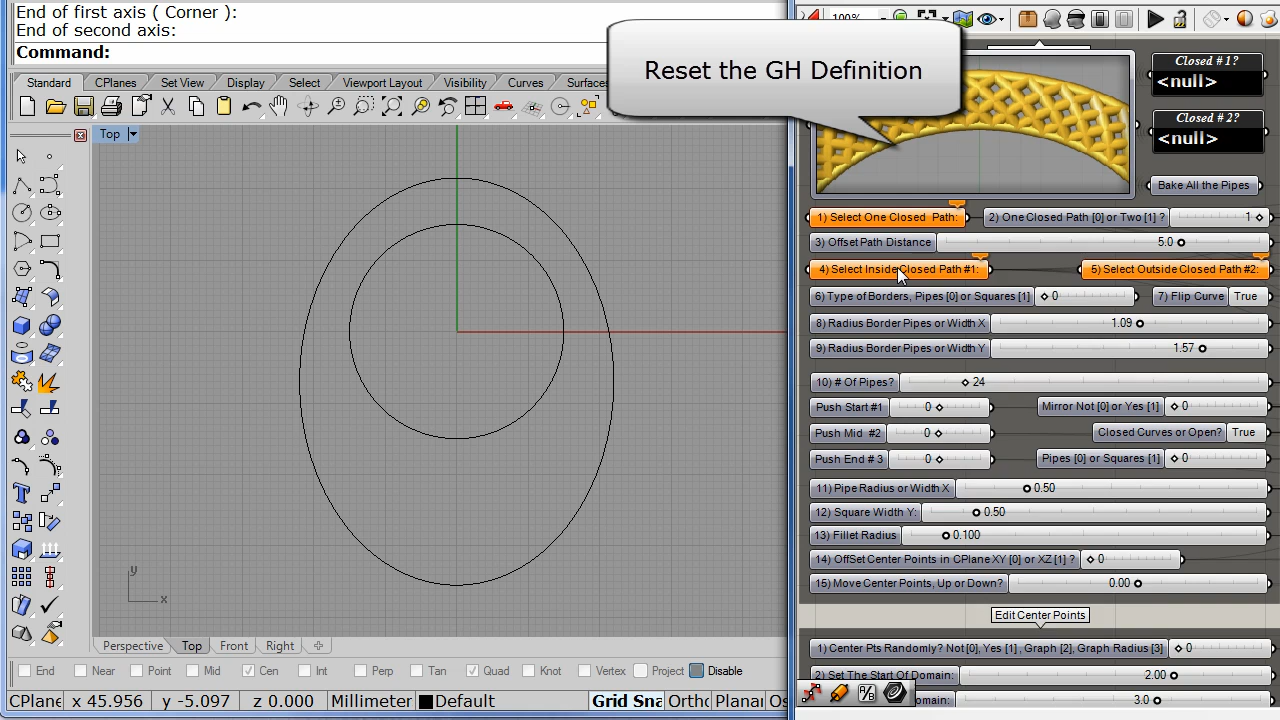 End of first axis ( Corner ):
End of second axis:
Command:
Standard CPlanes Set View Display Select Viewport Layout Visibility Curves Surfaces
100%
Reset the GH Definition
Top
Closed # 1?
<null>
Closed # 2?
<null>
Bake All the Pipes
1) Select One Closed Path: 2) One Closed Path [0] or Two [1] ? 1
3) Offset Path Distance 5.0
4) Select Inside Closed Path #1: 5) Select Outside Closed Path #2:
6) Type of Borders, Pipes [0] or Squares [1] 0 7) Flip Curve True
8) Radius Border Pipes or Width X 1.09
9) Radius Border Pipes or Width Y 1.57
10) # Of Pipes? 24
Push Start #1 0 Mirror Not [0] or Yes [1] 0
Push Mid #2 0 Closed Curves or Open? True
Push End # 3 0 Pipes [0] or Squares [1] 0
11) Pipe Radius or Width X 0.50
12) Square Width Y: 0.50
13) Fillet Radius 0.100
14) OffSet Center Points in CPlane XY [0] or XZ [1] ? 0
15) Move Center Points, Up or Down? 0.00
Edit Center Points
1) Center Pts Randomly? Not [0], Yes [1] , Graph [2], Graph Radius [3] 0
2) Set The Start Of Domain: 2.00
omain: 3.0
y
x
Perspective Top Front Right
End Near Point Mid Cen Int Perp Tan Quad Knot Vertex Project Disable
CPlane x 45.056 z 0.000 Millimeter Default Grid Sna Ortho Planar Os